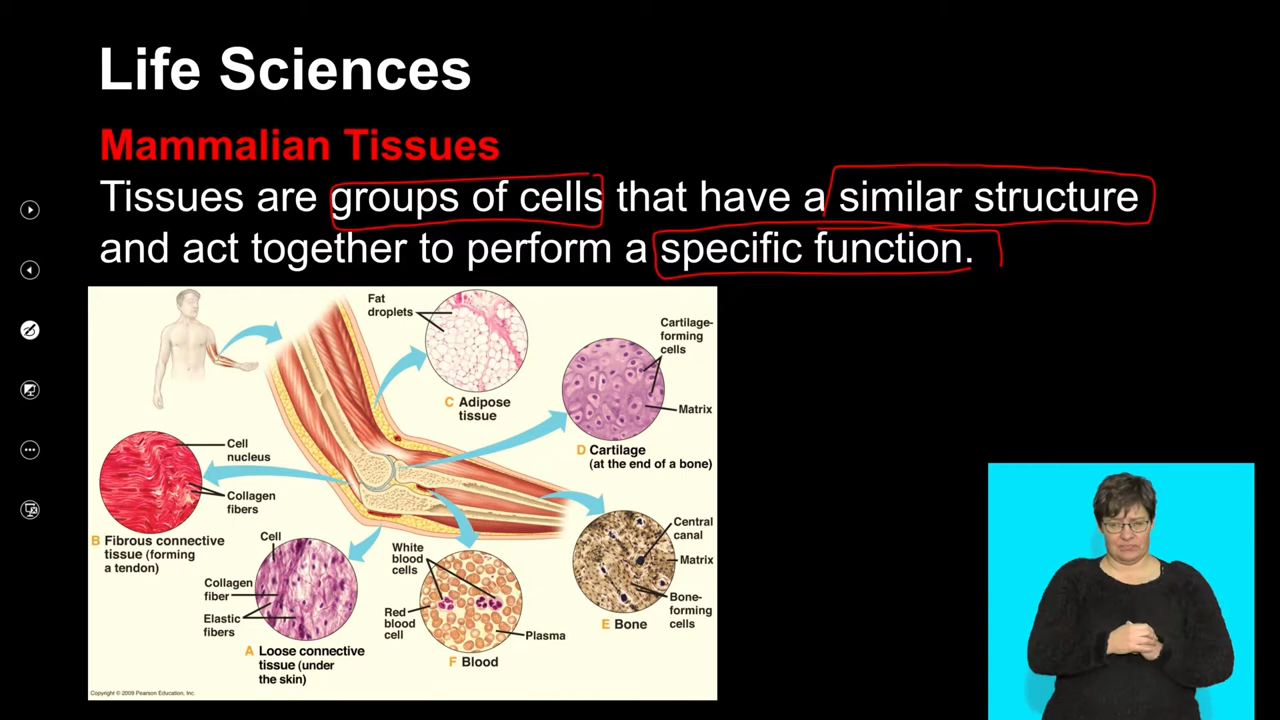 Life Sciences
Mammalian Tissues
Tissues are groups of cells that have a similar structure
and act together to perform a specific function.
Fat
droplets
C Adipose
tissue
Cartilage-
forming
cells
Matrix
D Cartilage
(at the end of a bone)
Cell
nucleus
Collagen
fibers
B Fibrous connective
tissue (forming
a tendon)
Cell
Collagen
fiber
Elastic
fibers
A Loose connective
tissue (under
the skin)
White
blood
cells
Red
blood
cell
Plasma
F Blood
Central
canal
Matrix
Bone-
forming
cells
E Bone
Copyright © 2009 Pearson Education, Inc.